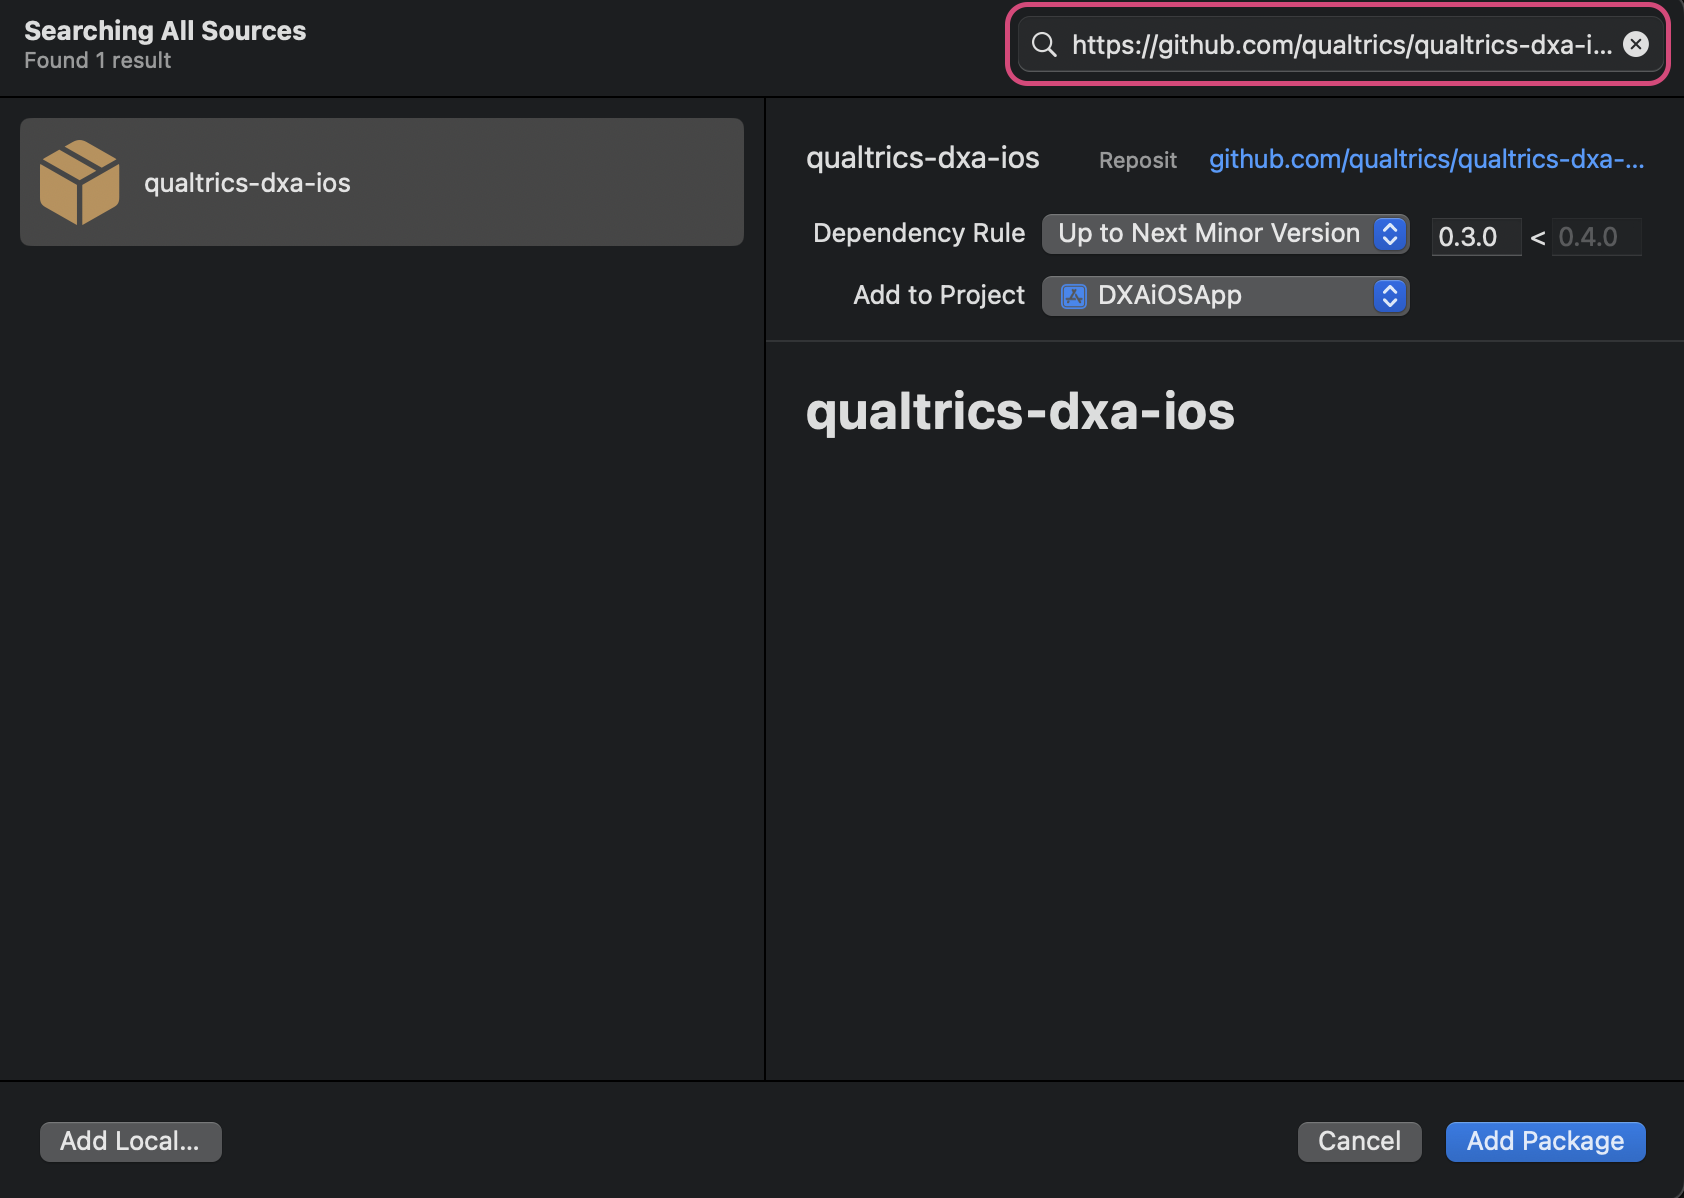 Searching All Sources
Found 1 result
https://github.com/qualtrics/qualtrics-dxa-i...
qualtrics-dxa-ios
qualtrics-dxa-ios Reposit github.com/qualtrics/qualtrics-dxa-...
Dependency Rule Up to Next Minor Version 0.3.0 < 0.4.0
Add to Project DXAiOSApp
qualtrics-dxa-ios
Add Local... Cancel Add Package